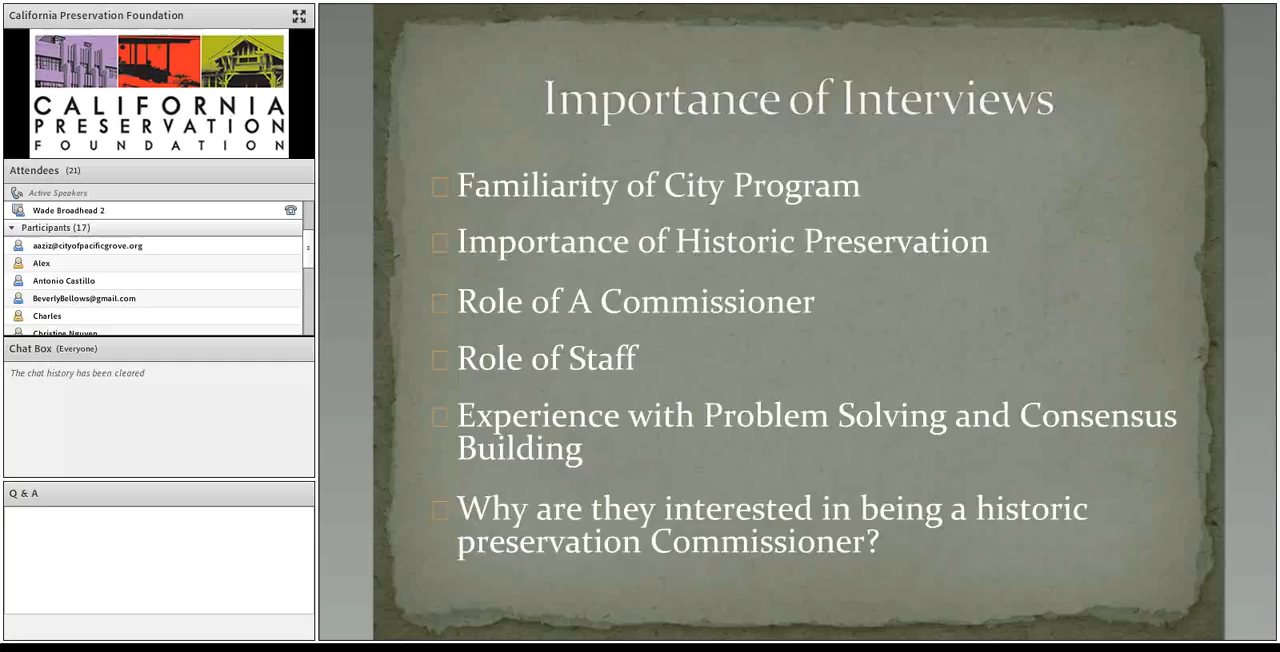 California Preservation Foundation
CALIFORNIA
PRESERVATION
FOUNDATION
Attendees (21)
Active Speakers
Wade Broadhead 2
Participants (17)
aaziz@cityofpacificgrove.org
Alex
Antonio Castillo
BeverlyBellows@gmail.com
Charles
Christine Nguyen
Chat Box (Everyone)
The chat history has been cleared
Q & A
Importance of Interviews
Familiarity of City Program
Importance of Historic Preservation
Role of A Commissioner
Role of Staff
Experience with Problem Solving and Consensus
Building
Why are they interested in being a historic
preservation Commissioner?